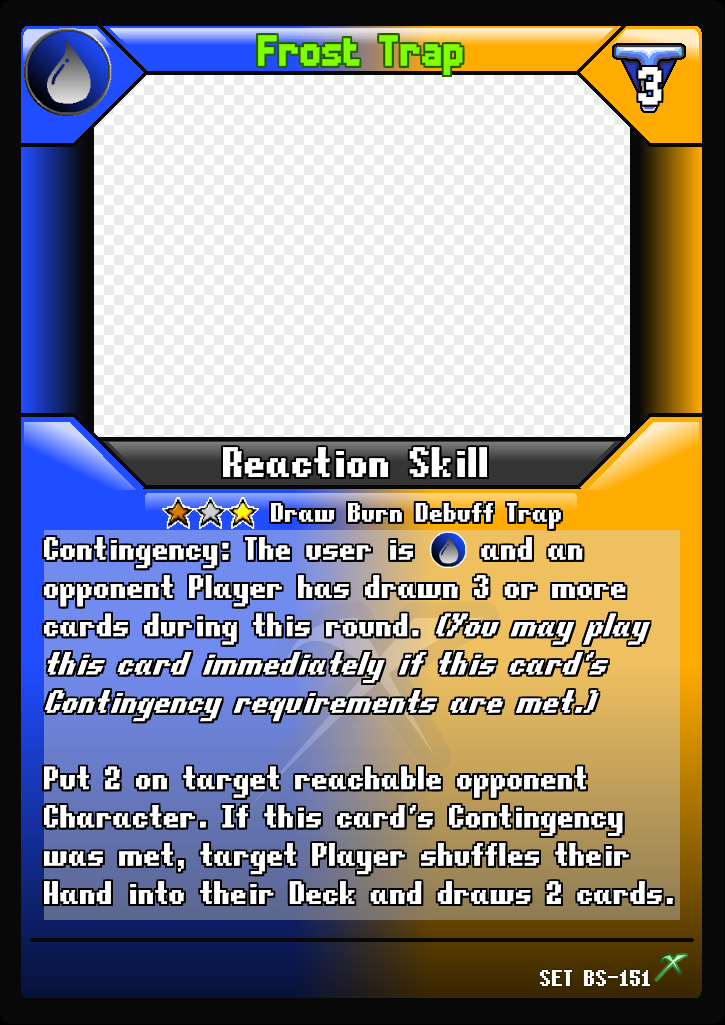 Frost Trap
3
Reaction Skill
Draw Burn Debuff Trap
Contingency: The user is and an
opponent Player has drawn 3 or more
cards during this round. (You may play
this card immediately if this card's
Contingency requirements are met.)
Put 2 on target reachable opponent
Character. If this card's Contingency
was met, target Player shuffles their
Hand into their Deck and draws 2 cards.
SET BS-151